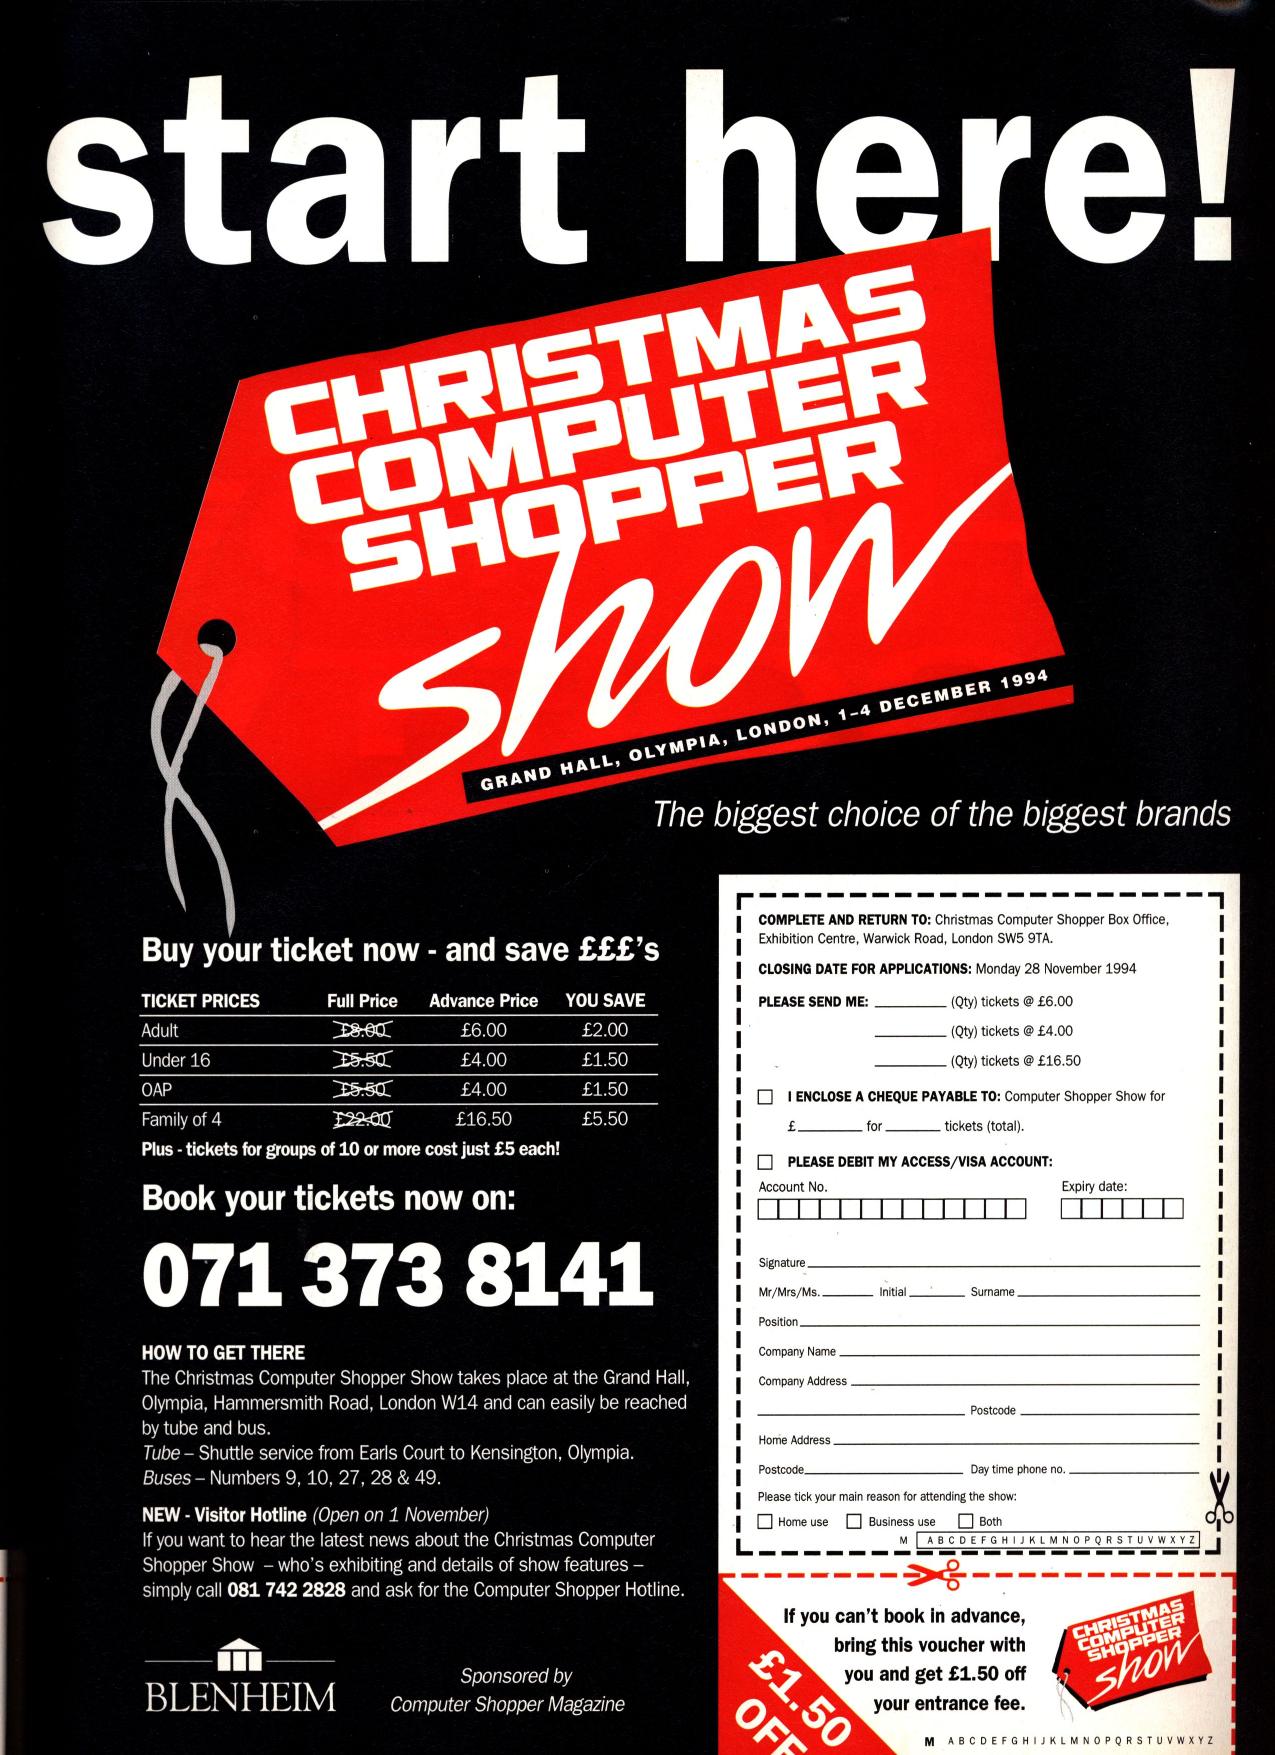 start here!
CHRISTMAS
COMPUTER
SHOPPER
show
GRAND HALL, OLYMPIA, LONDON, 1–4 DECEMBER 1994
The biggest choice of the biggest brands
Buy your ticket now - and save £££'s
TICKET PRICES Full Price Advance Price YOU SAVE
Adult £8.00 £6.00 £2.00
Under 16 £5.50 £4.00 £1.50
OAP £5.50 £4.00 £1.50
Family of 4 £22.00 £16.50 £5.50
Plus - tickets for groups of 10 or more cost just £5 each!
Book your tickets now on:
071 373 8141
HOW TO GET THERE
The Christmas Computer Shopper Show takes place at the Grand Hall,
Olympia, Hammersmith Road, London W14 and can easily be reached
by tube and bus.
Tube – Shuttle service from Earls Court to Kensington, Olympia.
Buses – Numbers 9, 10, 27, 28 & 49.
NEW - Visitor Hotline (Open on 1 November)
If you want to hear the latest news about the Christmas Computer
Shopper Show – who's exhibiting and details of show features –
simply call 081 742 2828 and ask for the Computer Shopper Hotline.
BLENHEIM
Sponsored by
Computer Shopper Magazine
COMPLETE AND RETURN TO: Christmas Computer Shopper Box Office,
Exhibition Centre, Warwick Road, London SW5 9TA.
CLOSING DATE FOR APPLICATIONS: Monday 28 November 1994
PLEASE SEND ME: ________ (Qty) tickets @ £6.00
________ (Qty) tickets @ £4.00
________ (Qty) tickets @ £16.50
I ENCLOSE A CHEQUE PAYABLE TO: Computer Shopper Show for
£________ for ________ tickets (total).
PLEASE DEBIT MY ACCESS/VISA ACCOUNT:
Account No. Expiry date:
Signature
Mr/Mrs/Ms. Initial Surname
Position
Company Name
Company Address
Postcode
Home Address
Postcode Day time phone no.
Please tick your main reason for attending the show:
Home use Business use Both
M A B C D E F G H I J K L M N O P Q R S T U V W X Y Z
If you can't book in advance,
bring this voucher with
you and get £1.50 off
your entrance fee.
£1.50
OFF
CHRISTMAS
COMPUTER
SHOPPER
show
M A B C D E F G H I J K L M N O P Q R S T U V W X Y Z